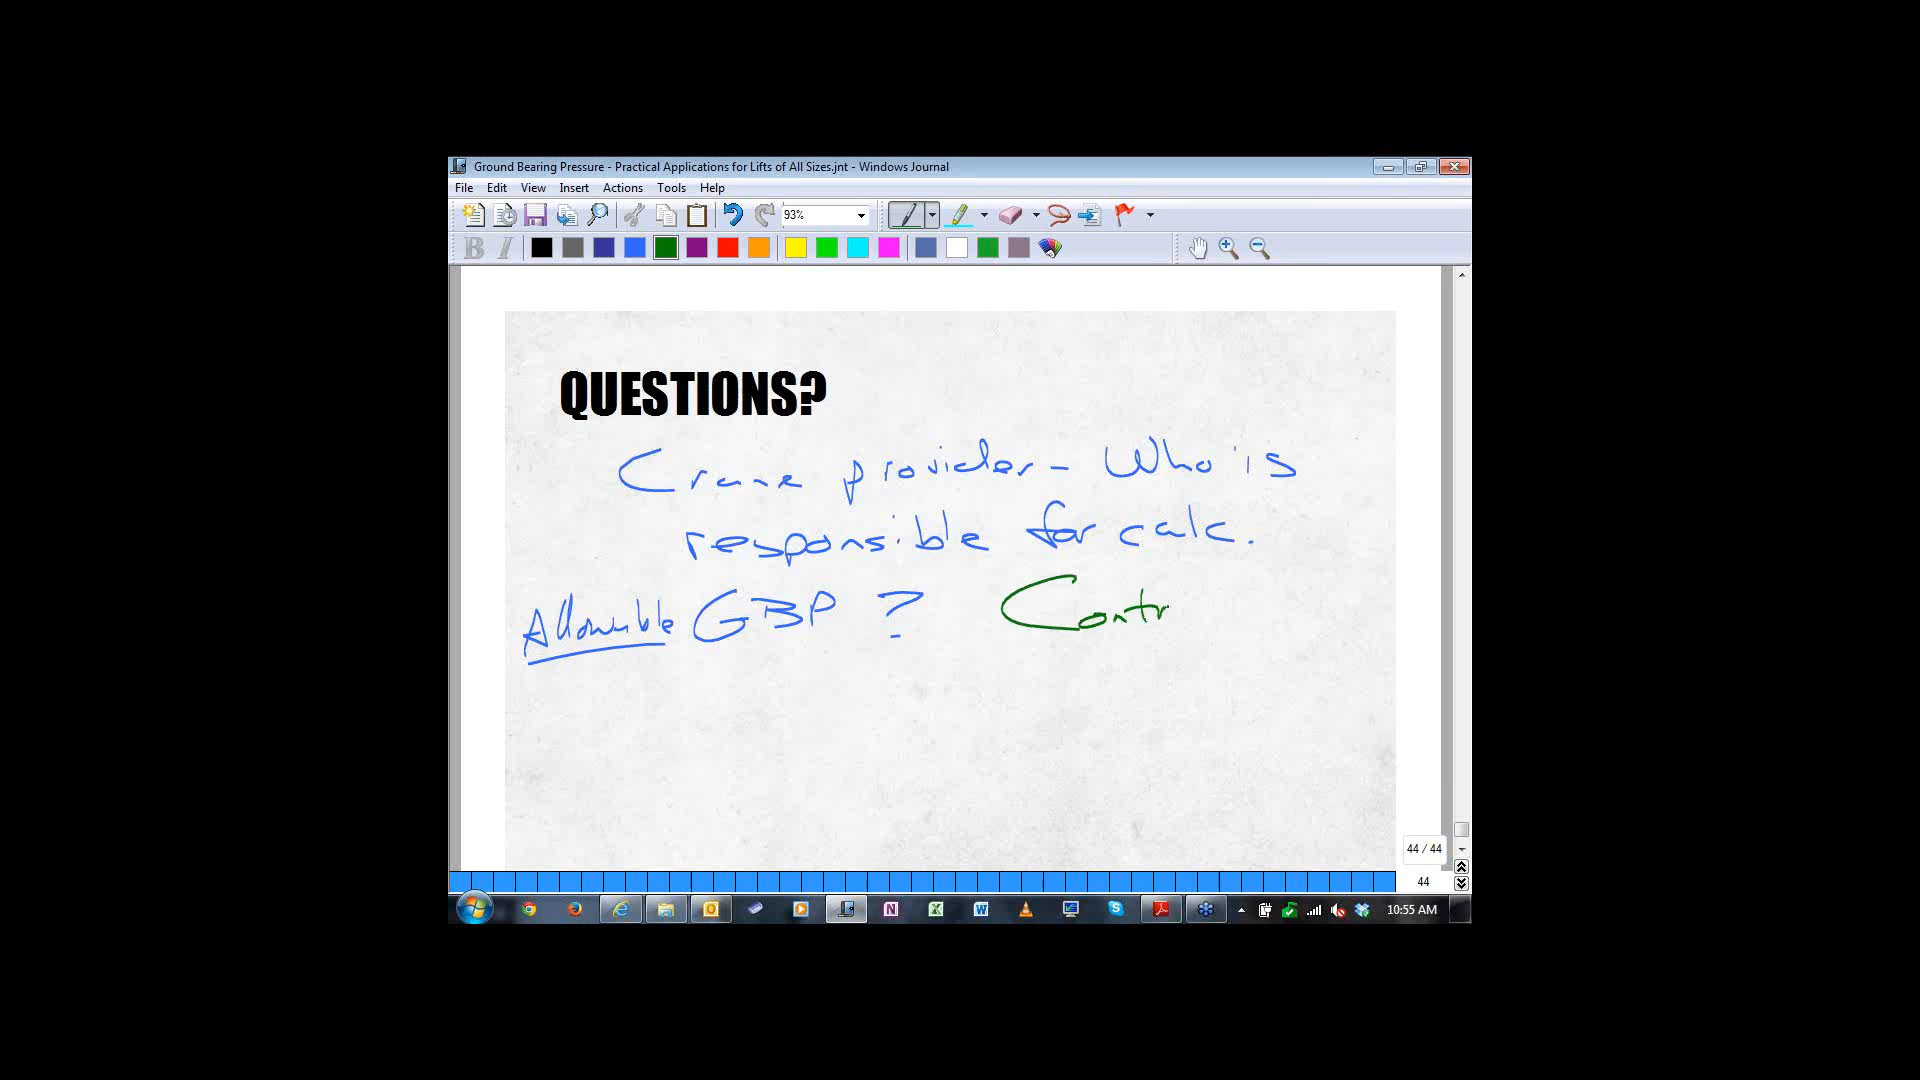 Ground Bearing Pressure - Practical Applications for Lifts of All Sizes.jnt - Windows Journal
File Edit View Insert Actions Tools Help
93%
B I
QUESTIONS?
Crane provider - Who is
responsible for calc.
Allowable GBP ? Contr
44 / 44
44
10:55 AM